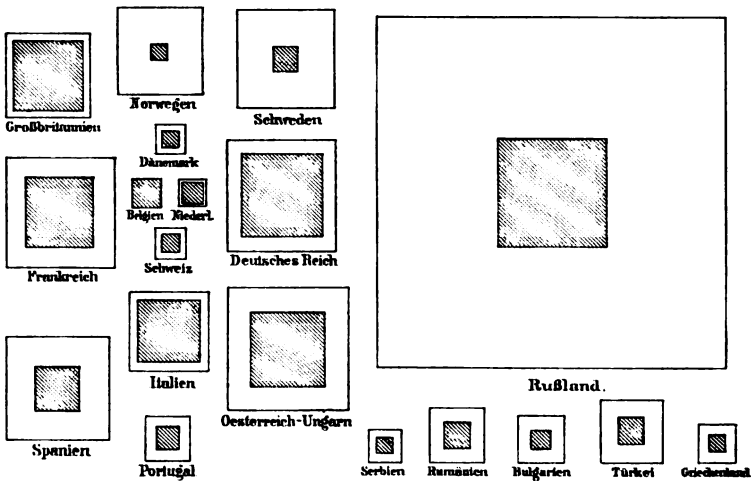 Großbritannien
Norwegen
Schweden
Dänemark
Belgien
Niederl.
Schweiz
Frankreich
Deutsches Reich
Italien
Spanien
Oesterreich-Ungarn
Portugal
Rußland.
Serbien
Rumänien
Bulgarien
Türkei
Griechenland